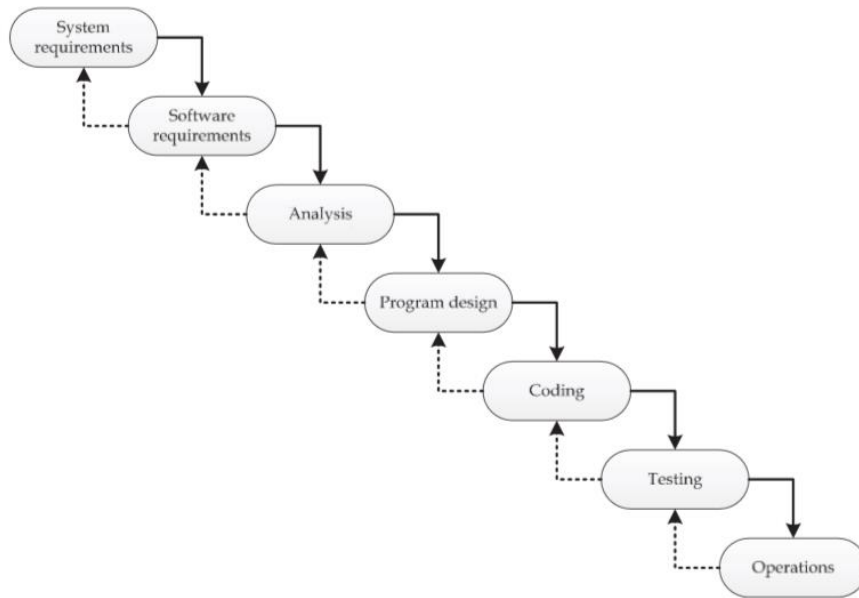 System
requirements
Software
requirements
Analysis
Program design
Coding
Testing
Operations